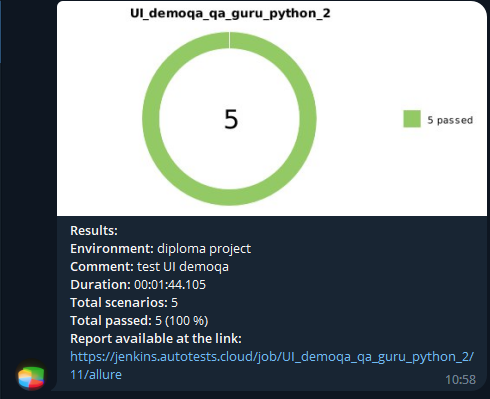 UI_demoqa_qa_guru_python_2
5
5 passed
Results:
Environment: diploma project
Comment: test UI demoqa
Duration: 00:01:44.105
Total scenarios: 5
Total passed: 5 (100 %)
Report available at the link:
https://jenkins.autotests.cloud/job/UI_demoqa_qa_guru_python_2/
11/allure
10:58